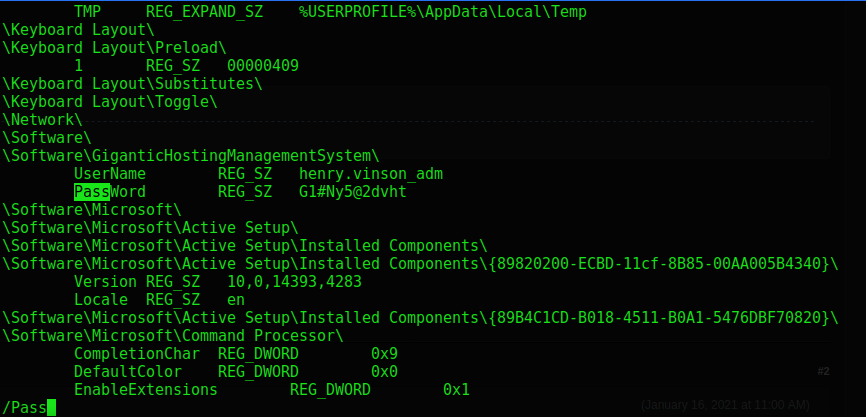 TMP REG_EXPAND_SZ %USERPROFILE%\AppData\Local\Temp
\Keyboard Layout\
\Keyboard Layout\Preload\
1 REG_SZ 00000409
\Keyboard Layout\Substitutes\
\Keyboard Layout\Toggle\
\Network\
\Software\
\Software\GiganticHostingManagementSystem\
UserName REG_SZ henry.vinson_adm
PassWord REG_SZ G1#Ny5@2dvht
\Software\Microsoft\
\Software\Microsoft\Active Setup\
\Software\Microsoft\Active Setup\Installed Components\
\Software\Microsoft\Active Setup\Installed Components\{89820200-ECBD-11cf-8B85-00AA005B4340}\
Version REG_SZ 10,0,14393,4283
Locale REG_SZ en
\Software\Microsoft\Active Setup\Installed Components\{89B4C1CD-B018-4511-B0A1-5476DBF70820}\
\Software\Microsoft\Command Processor\
CompletionChar REG_DWORD 0x9
DefaultColor REG_DWORD 0x0
#2
EnableExtensions REG_DWORD 0x1
/Pass
(January 16, 2021 at 11:00 AM)